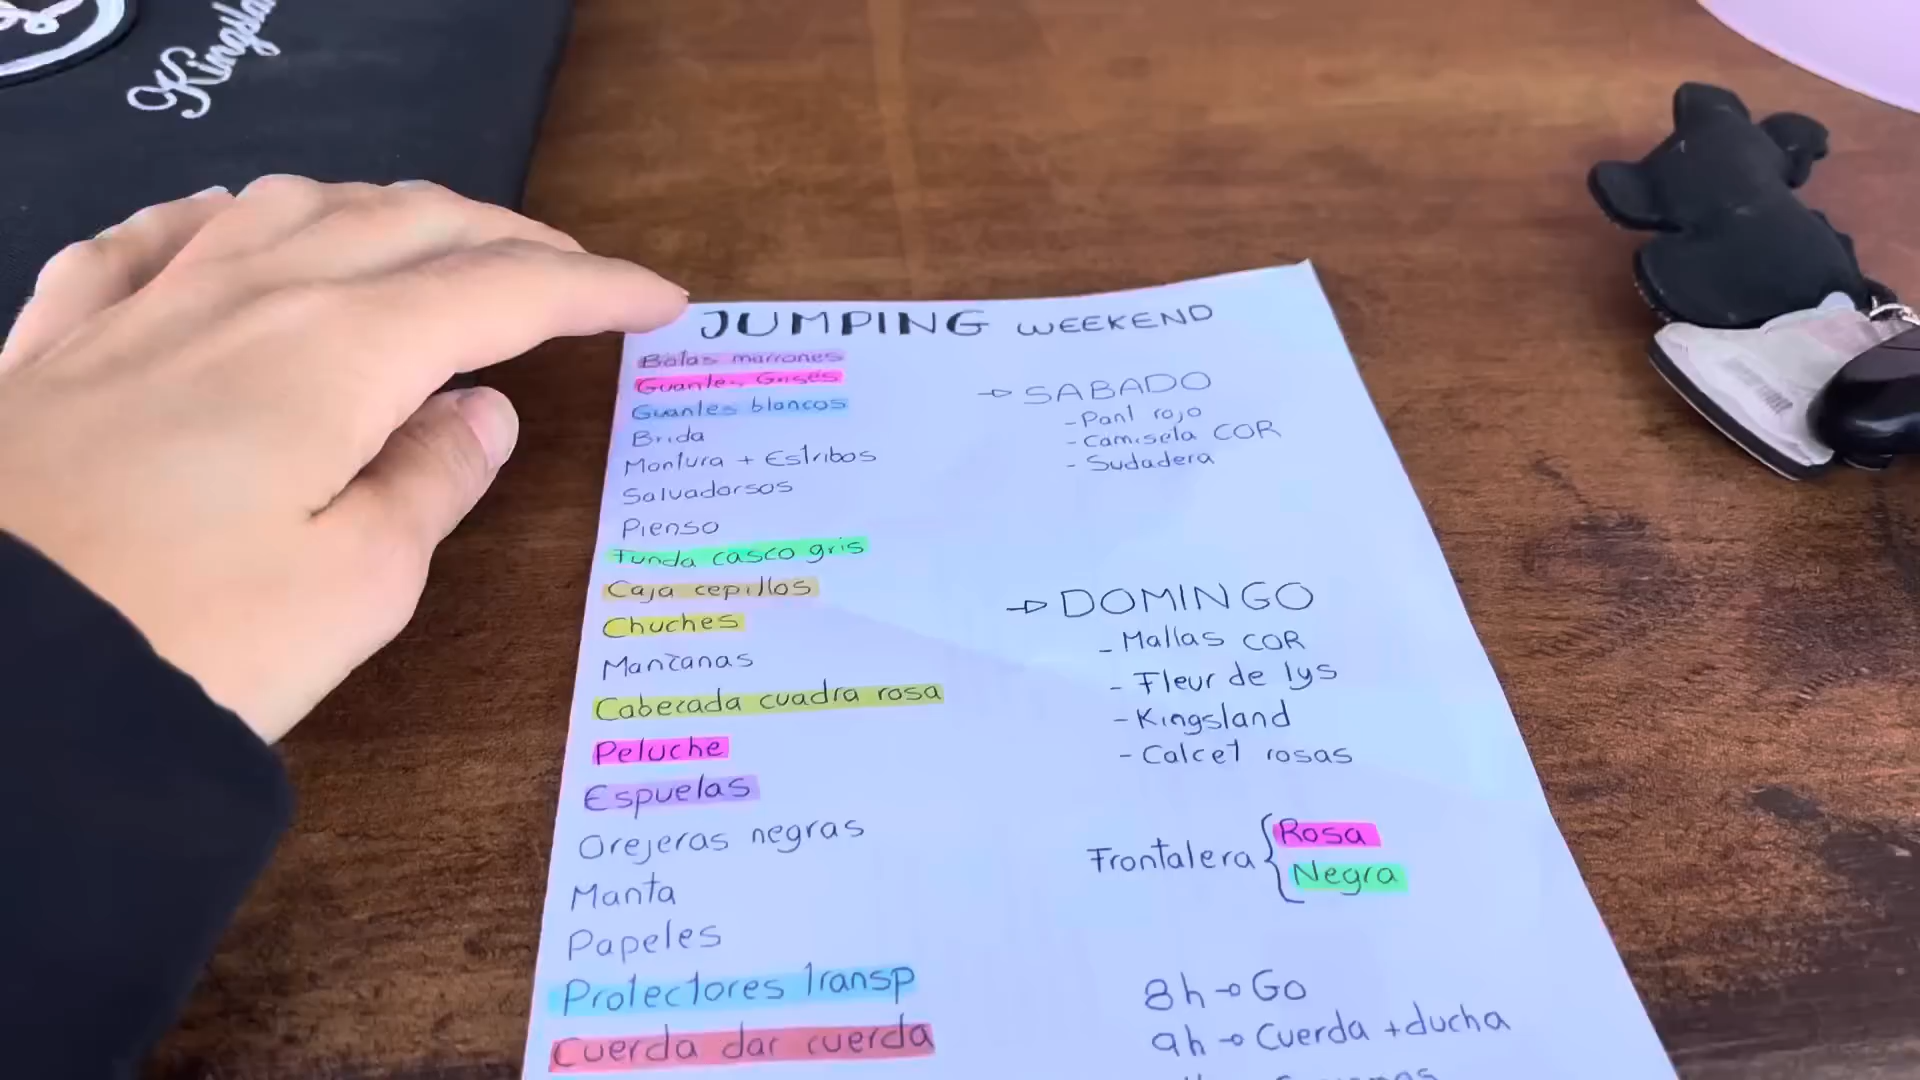 JUMPING WEEKEND
Botas marrones
Guantes Grises
Guantes blancos
Brida
Montura + Estribos
Salvadorsos
Pienso
Funda casco gris
Caja cepillos
Chuches
Manzanas
Cabezada cuadra rosa
Peluche
Espuelas
Orejeras negras
Manta
Papeles
Protectores transp
Cuerda dar cuerda
→ SABADO
- Pant rojo
- Camiseta COR
- Sudadera
→ DOMINGO
- Mallas COR
- Fleur de lys
- Kingsland
- Calcet rosas
Frontalera { Rosa
Negra
8h → Go
9h → Cuerda + ducha